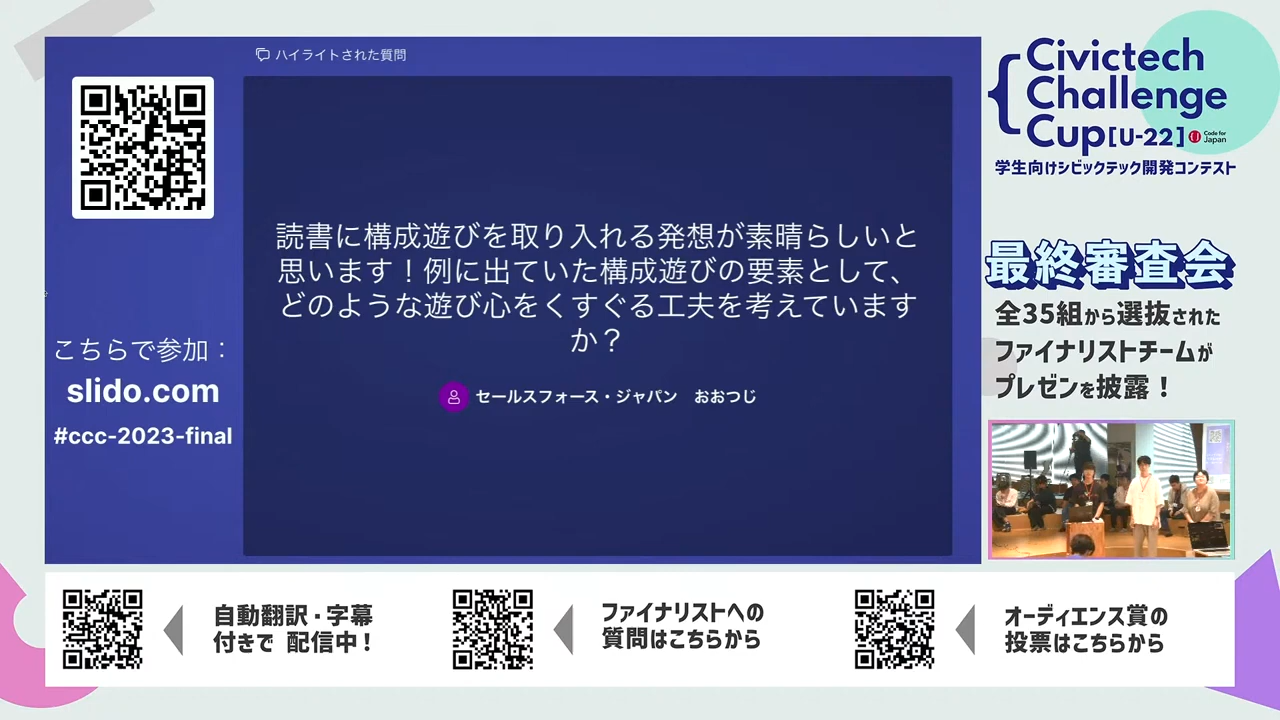 ハイライトされた質問
読書に構成遊びを取り入れる発想が素晴らしいと
思います！例に出ていた構成遊びの要素として、
どのような遊び心をくすぐる工夫を考えています
か？
セールスフォース・ジャパン おおつじ
こちらで参加：
slido.com
#ccc-2023-final
Civictech
Challenge
Cup[U-22]
Code for
Japan
学生向けシビックテック開発コンテスト
最終審査会
全35組から選抜された
ファイナリストチームが
プレゼンを披露！
自動翻訳・字幕
付きで 配信中！
ファイナリストへの
質問はこちらから
オーディエンス賞の
投票はこちらから